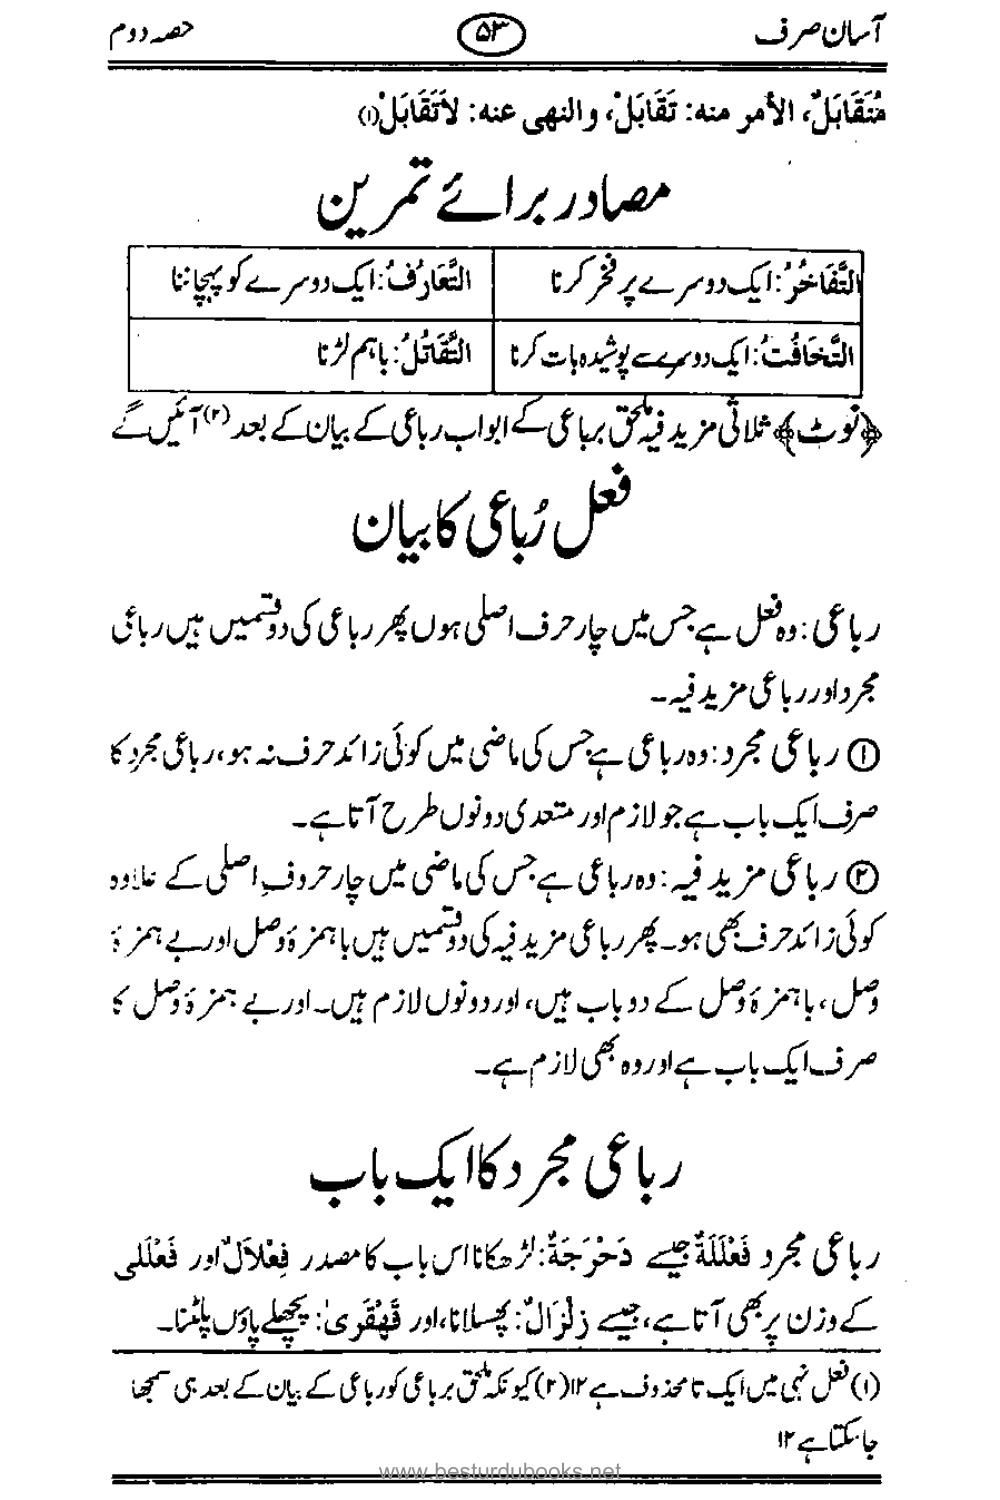 آسان صرف ۵۳ حصہ دوم
مُتَقَابَلٌ، الأمر منه: تَقَابَلْ، والنهى عنه: لاَتَقَابَلْ(۱)
مصادر برائے تمرین
التَّفَاخُرُ: ایک دوسرے پر فخر کرنا التَّعَارُفُ: ایک دوسرے کو پہچاننا
التَّخَافُتُ: ایک دوسرے سے پوشیدہ بات کرنا التَّقَاتُلُ: باہم لڑنا
﴿نوٹ﴾ ثلاثی مزید فیہ ملحق برباعی کے ابواب رباعی کے بیان کے بعد(۲) آئیں گے
فعل رُباعی کا بیان
رباعی: وہ فعل ہے جس میں چار حرف اصلی ہوں پھر رباعی کی دو قسمیں ہیں رباعی
مجرد اور رباعی مزید فیہ۔
① رباعی مجرد: وہ رباعی ہے جس کی ماضی میں کوئی زائد حرف نہ ہو، رباعی مجرد کا
صرف ایک باب ہے جو لازم اور متعدی دونوں طرح آتا ہے۔
② رباعی مزید فیہ: وہ رباعی ہے جس کی ماضی میں چار حروفِ اصلی کے علاوہ
کوئی زائد حرف بھی ہو۔ پھر رباعی مزید فیہ کی دو قسمیں ہیں باہمزۂ وصل اور بے ہمزۂ
وصل، باہمزۂ وصل کے دو باب ہیں، اور دونوں لازم ہیں۔ اور بے ہمزۂ وصل کا
صرف ایک باب ہے اور وہ بھی لازم ہے۔
رباعی مجرد کا ایک باب
رباعی مجرد فَعْلَلَةٌ جیسے دَحْرَجَةٌ: لڑھکانا اس باب کا مصدر فِعْلاَلٌ اور فَعْلَلٰی
کے وزن پر بھی آتا ہے، جیسے زِلْزَالٌ: پھسلانا، اور قَهْقَرىٰ: پچھلے پاؤں پلٹنا۔
(۱) فعل نہی میں ایک تا محذوف ہے ۱۲ (۲) کیونکہ ملحق برباعی کو رباعی کے بیان کے بعد ہی سمجھا
جا سکتا ہے ۱۲
www.besturdubooks.net